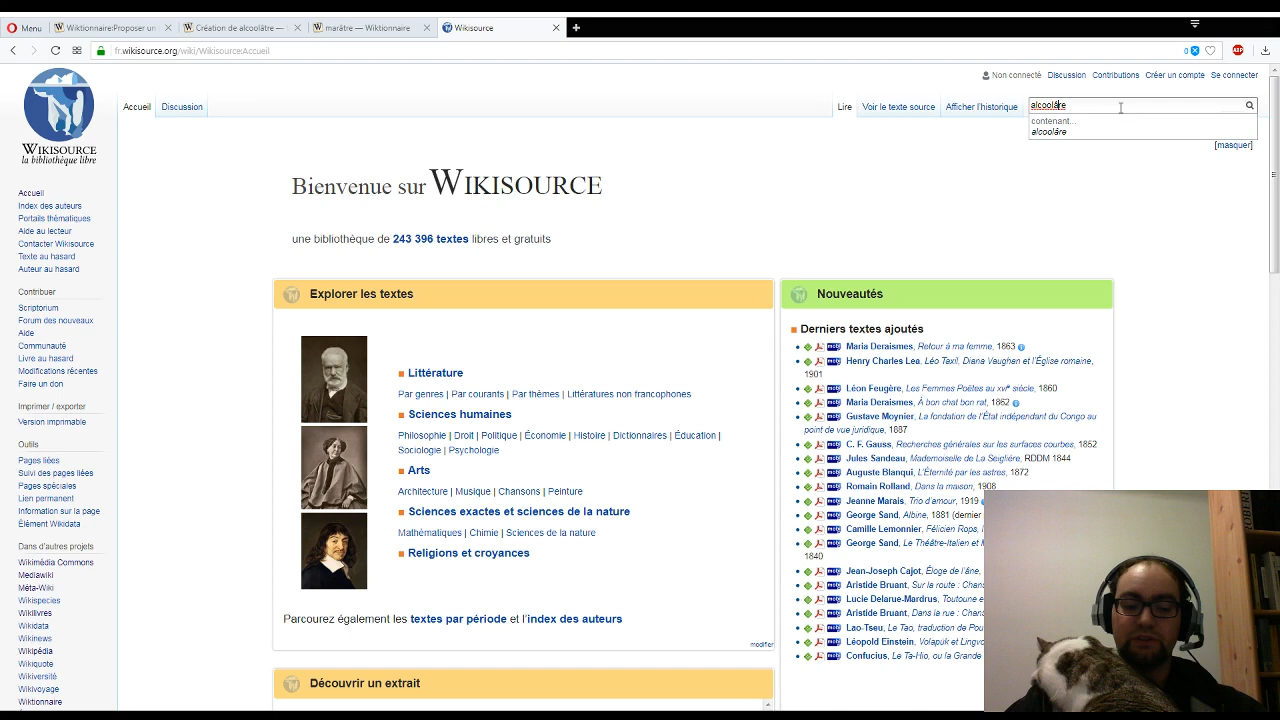 Menu
Wiktionnaire:Proposer un
Création de alcoolâtre —
marâtre — Wiktionnaire
Wikisource
fr.wikisource.org/wiki/Wikisource:Accueil
0
ABP
Non connecté Discussion Contributions Créer un compte Se connecter
Accueil Discussion
Lire Voir le texte source Afficher l'historique
alcoolâre
contenant...
alcoolâre
[masquer]
WIKISOURCE
la bibliothèque libre
Accueil
Index des auteurs
Portails thématiques
Aide au lecteur
Contacter Wikisource
Texte au hasard
Auteur au hasard
Contribuer
Scriptorium
Forum des nouveaux
Aide
Communauté
Livre au hasard
Modifications récentes
Faire un don
Imprimer / exporter
Version imprimable
Outils
Pages liées
Suivi des pages liées
Pages spéciales
Lien permanent
Information sur la page
Élément Wikidata
Dans d'autres projets
Wikimédia Commons
Mediawiki
Méta-Wiki
Wikispecies
Wikilivres
Wikidata
Wikinews
Wikipédia
Wikiquote
Wikiversité
Wikivoyage
Wiktionnaire
Bienvenue sur WIKISOURCE
une bibliothèque de 243 396 textes libres et gratuits
Explorer les textes
Littérature
Par genres | Par courants | Par thèmes | Littératures non francophones
Sciences humaines
Philosophie | Droit | Politique | Économie | Histoire | Dictionnaires | Éducation |
Sociologie | Psychologie
Arts
Architecture | Musique | Chansons | Peinture
Sciences exactes et sciences de la nature
Mathématiques | Chimie | Sciences de la nature
Religions et croyances
Parcourez également les textes par période et l'index des auteurs
modifier
Découvrir un extrait
Nouveautés
Derniers textes ajoutés
Maria Deraismes, Retour à ma femme, 1863
Henry Charles Lea, Léo Taxil, Diana Vaughan et l'Église romaine,
1901
Léon Feugère, Les Femmes Poètes au XVIe siècle, 1860
Maria Deraismes, À bon chat bon rat, 1862
Gustave Moynier, La fondation de l'État indépendant du Congo au
point de vue juridique, 1887
C. F. Gauss, Recherches générales sur les surfaces courbes, 1852
Jules Sandeau, Mademoiselle de La Seiglière, RDDM 1844
Auguste Blanqui, L'Éternité par les astres, 1872
Romain Rolland, Dans la maison, 1908
Jeanne Marais, Trio d'amour, 1919
George Sand, Albine, 1881 (dernier
Camille Lemonnier, Félicien Rops,
George Sand, Le Théâtre-Italien et
1840
Jean-Joseph Cajot, Éloge de l'âne,
Aristide Bruant, Sur la route : Chans
Lucie Delarue-Mardrus, Toutoune e
Aristide Bruant, Dans la rue : Chans
Lao-Tseu, Le Tao, traduction de Pou
Léopold Einstein, Volapük et Lingvo
Confucius, Le Ta-Hio, ou la Grande